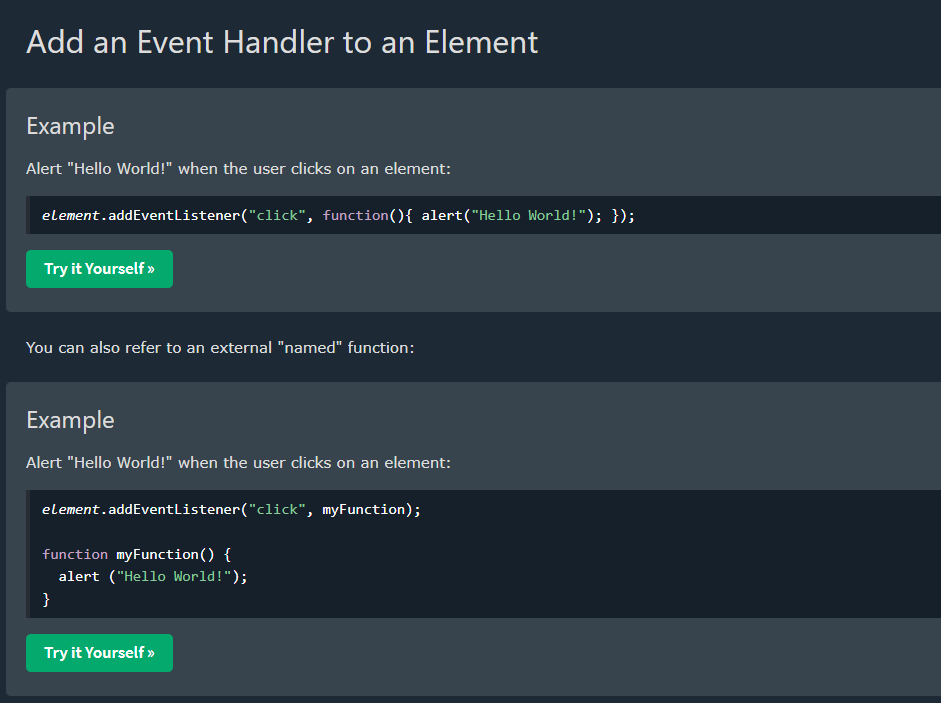 Add an Event Handler to an Element
Example
Alert "Hello World!" when the user clicks on an element:
element.addEventListener("click", function(){ alert("Hello World!"); });
Try it Yourself »
You can also refer to an external "named" function:
Example
Alert "Hello World!" when the user clicks on an element:
element.addEventListener("click", myFunction);
function myFunction() {
  alert ("Hello World!");
}
Try it Yourself »